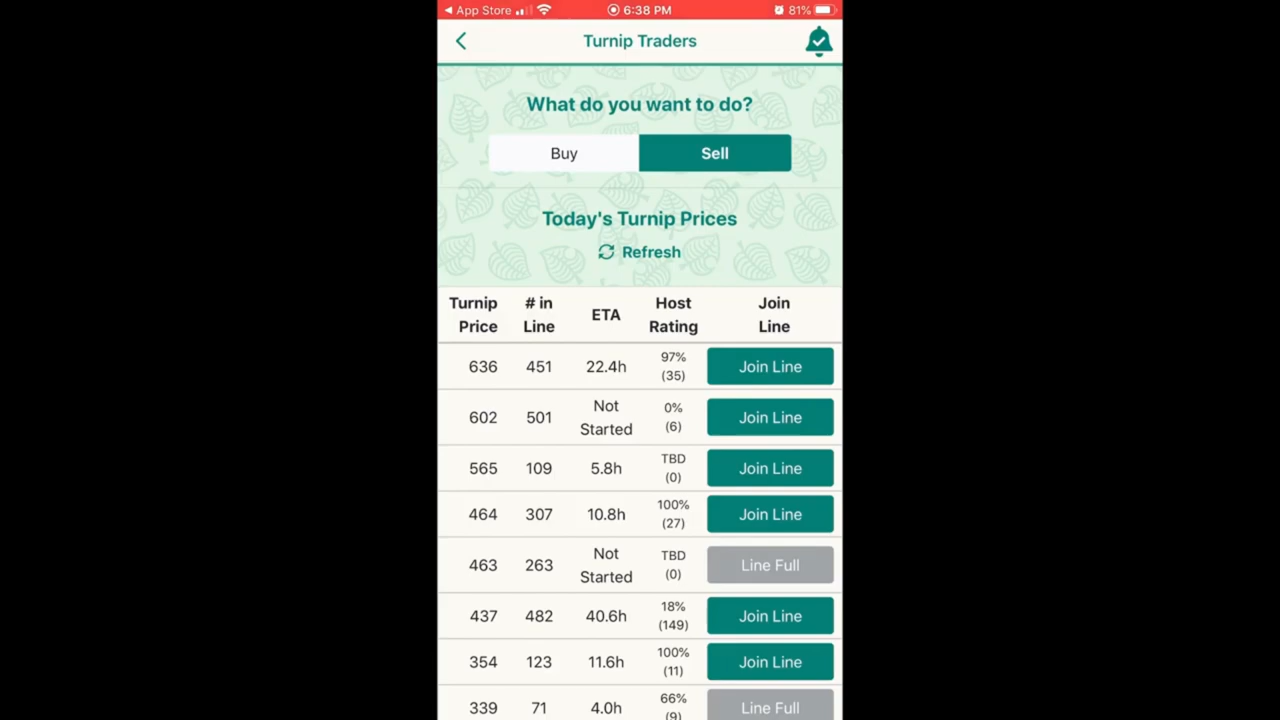 App Store 6:38 PM 81%
Turnip Traders
What do you want to do?
Buy Sell
Today's Turnip Prices
Refresh
Turnip Price # in Line ETA Host Rating Join Line
636 451 22.4h 97% (35) Join Line
602 501 Not Started 0% (6) Join Line
565 109 5.8h TBD (0) Join Line
464 307 10.8h 100% (27) Join Line
463 263 Not Started TBD (0) Line Full
437 482 40.6h 18% (149) Join Line
354 123 11.6h 100% (11) Join Line
339 71 4.0h 66% (9) Line Full